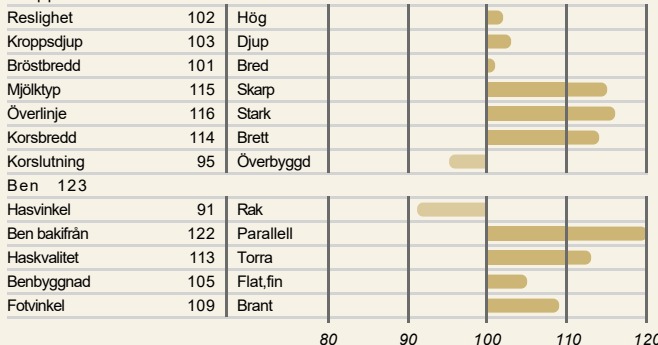 Reslighet 102 Hög
Kroppsdjup 103 Djup
Bröstbredd 101 Bred
Mjölktyp 115 Skarp
Överlinje 116 Stark
Korsbredd 114 Brett
Korslutning 95 Överbyggd
Ben 123
Hasvinkel 91 Rak
Ben bakifrån 122 Parallell
Haskvalitet 113 Torra
Benbyggnad 105 Flat,fin
Fotvinkel 109 Brant
80 90 100 110 120